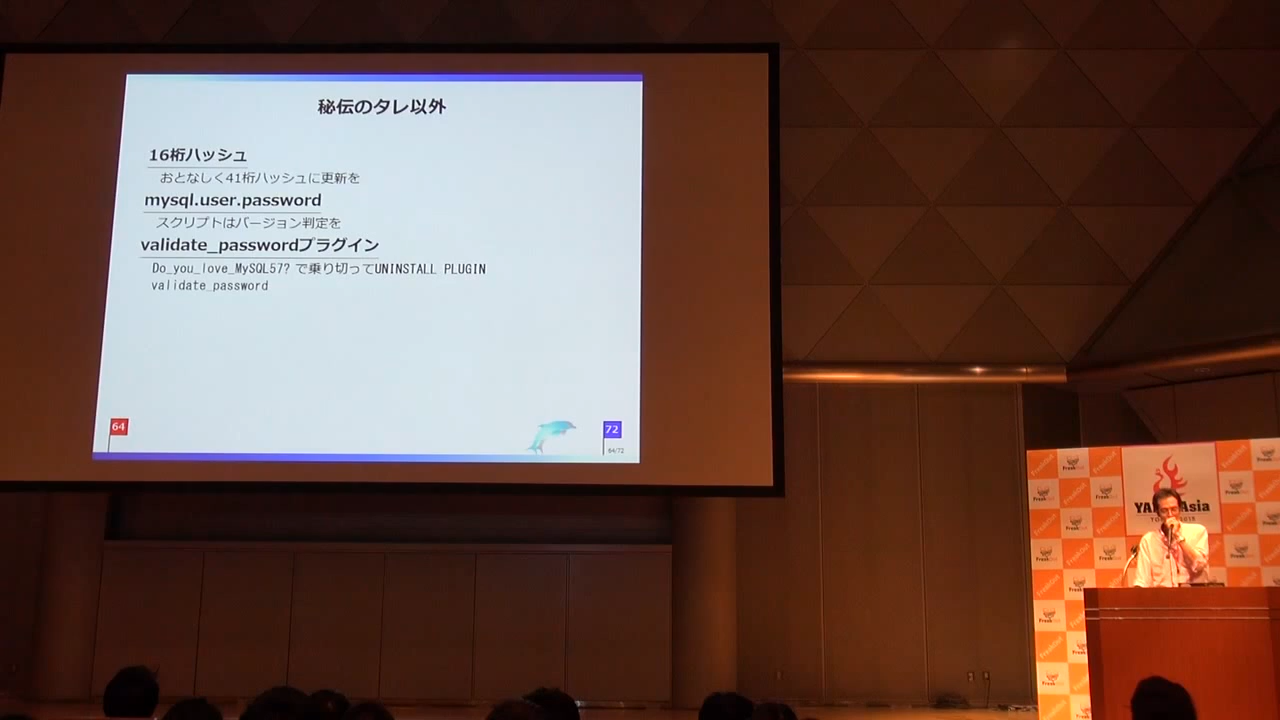 秘伝のタレ以外
16桁ハッシュ
おとなしく41桁ハッシュに更新を
mysql.user.password
スクリプトはバージョン判定を
validate_passwordプラグイン
Do_you_love_MySQL57? で乗り切ってUNINSTALL PLUGIN
validate_password
64
72
64/72
FreakOut